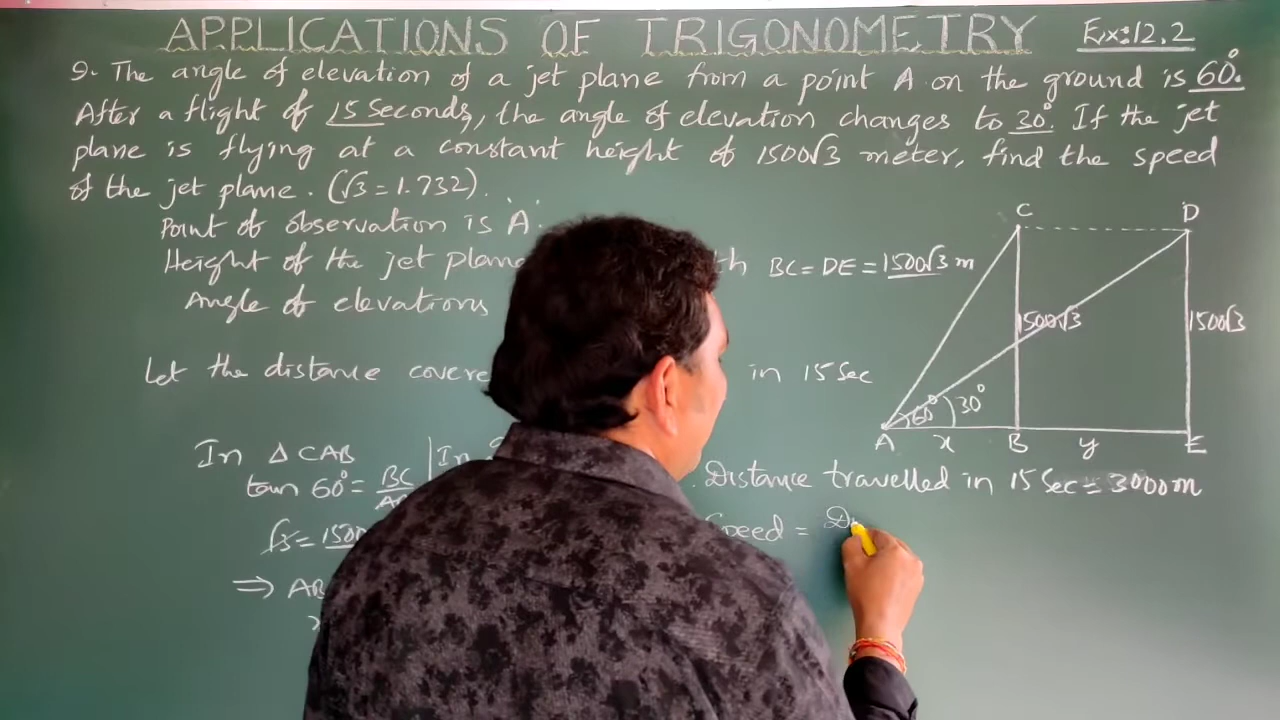 APPLICATIONS OF TRIGONOMETRY Ex:12.2
9. The angle of elevation of a jet plane from a point A on the ground is 60°.
After a flight of 15 Seconds, the angle of elevation changes to 30°. If the jet
plane is flying at a constant height of 1500√3 meter, find the speed
of the jet plane. (√3 = 1.732).
Point of observation is 'A'.
Height of the jet plane BC = DE = 1500√3 m
Angle of elevations
Let the distance in 15 Sec
In Δ CAB
tan 60° = BC
√3 =
⇒ AB
In
Distance travelled in 15 Sec = 3000 m
Speed =
C D
1500√3 1500√3
60° 30°
A x B y E